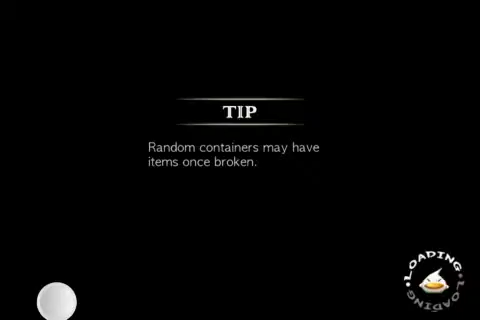 TIP
Random containers may have
items once broken.
LOADING
LOADING